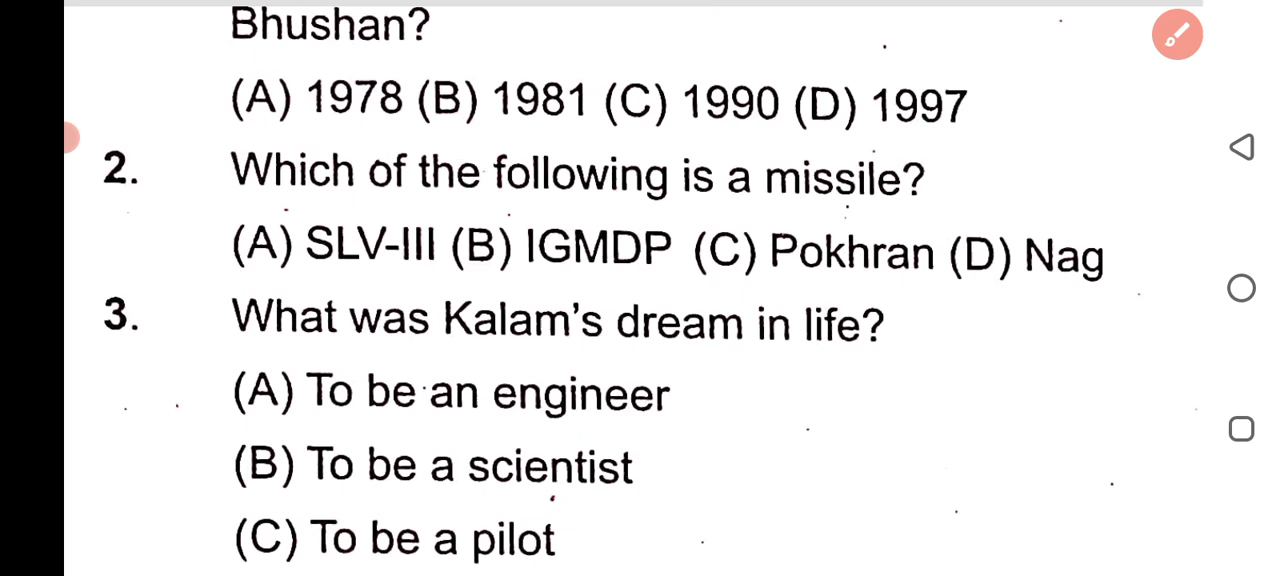 Bhushan?
(A) 1978 (B) 1981 (C) 1990 (D) 1997
2. Which of the following is a missile?
(A) SLV-III (B) IGMDP (C) Pokhran (D) Nag
3. What was Kalam's dream in life?
(A) To be an engineer
(B) To be a scientist
(C) To be a pilot